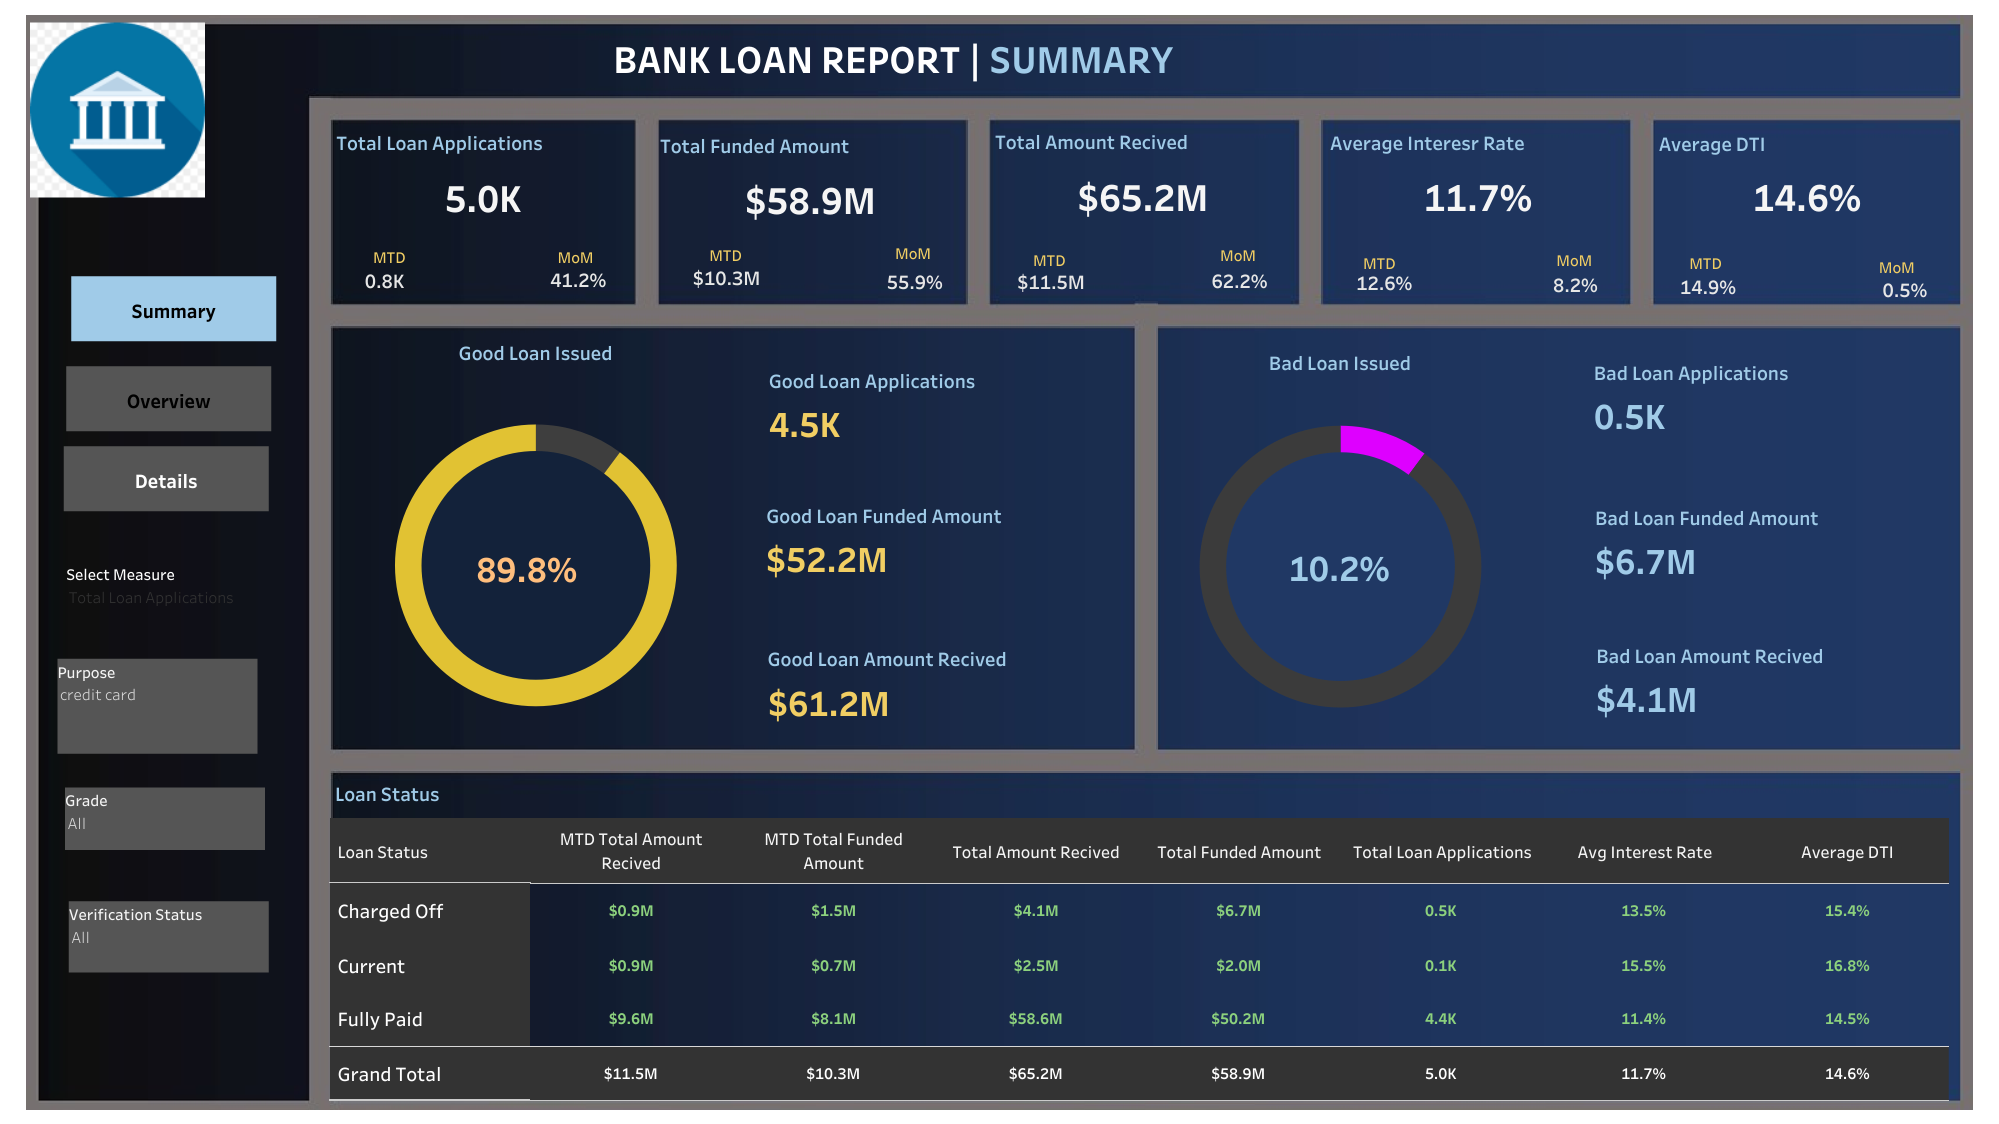 BANK LOAN REPORT | SUMMARY
Total Loan Applications
5.0K
MTD
0.8K
MoM
41.2%
Total Funded Amount
$58.9M
MTD
$10.3M
MoM
55.9%
Total Amount Recived
$65.2M
MTD
$11.5M
MoM
62.2%
Average Interesr Rate
11.7%
MTD
12.6%
MoM
8.2%
Average DTI
14.6%
MTD
14.9%
MoM
0.5%
Summary
Overview
Details
Select Measure
Total Loan Applications
Purpose
credit card
Grade
All
Verification Status
All
Good Loan Issued
89.8%
Good Loan Applications
4.5K
Good Loan Funded Amount
$52.2M
Good Loan Amount Recived
$61.2M
Bad Loan Issued
10.2%
Bad Loan Applications
0.5K
Bad Loan Funded Amount
$6.7M
Bad Loan Amount Recived
$4.1M
Loan Status
Loan Status MTD Total Amount Recived MTD Total Funded Amount Total Amount Recived Total Funded Amount Total Loan Applications Avg Interest Rate Average DTI
Charged Off $0.9M $1.5M $4.1M $6.7M 0.5K 13.5% 15.4%
Current $0.9M $0.7M $2.5M $2.0M 0.1K 15.5% 16.8%
Fully Paid $9.6M $8.1M $58.6M $50.2M 4.4K 11.4% 14.5%
Grand Total $11.5M $10.3M $65.2M $58.9M 5.0K 11.7% 14.6%